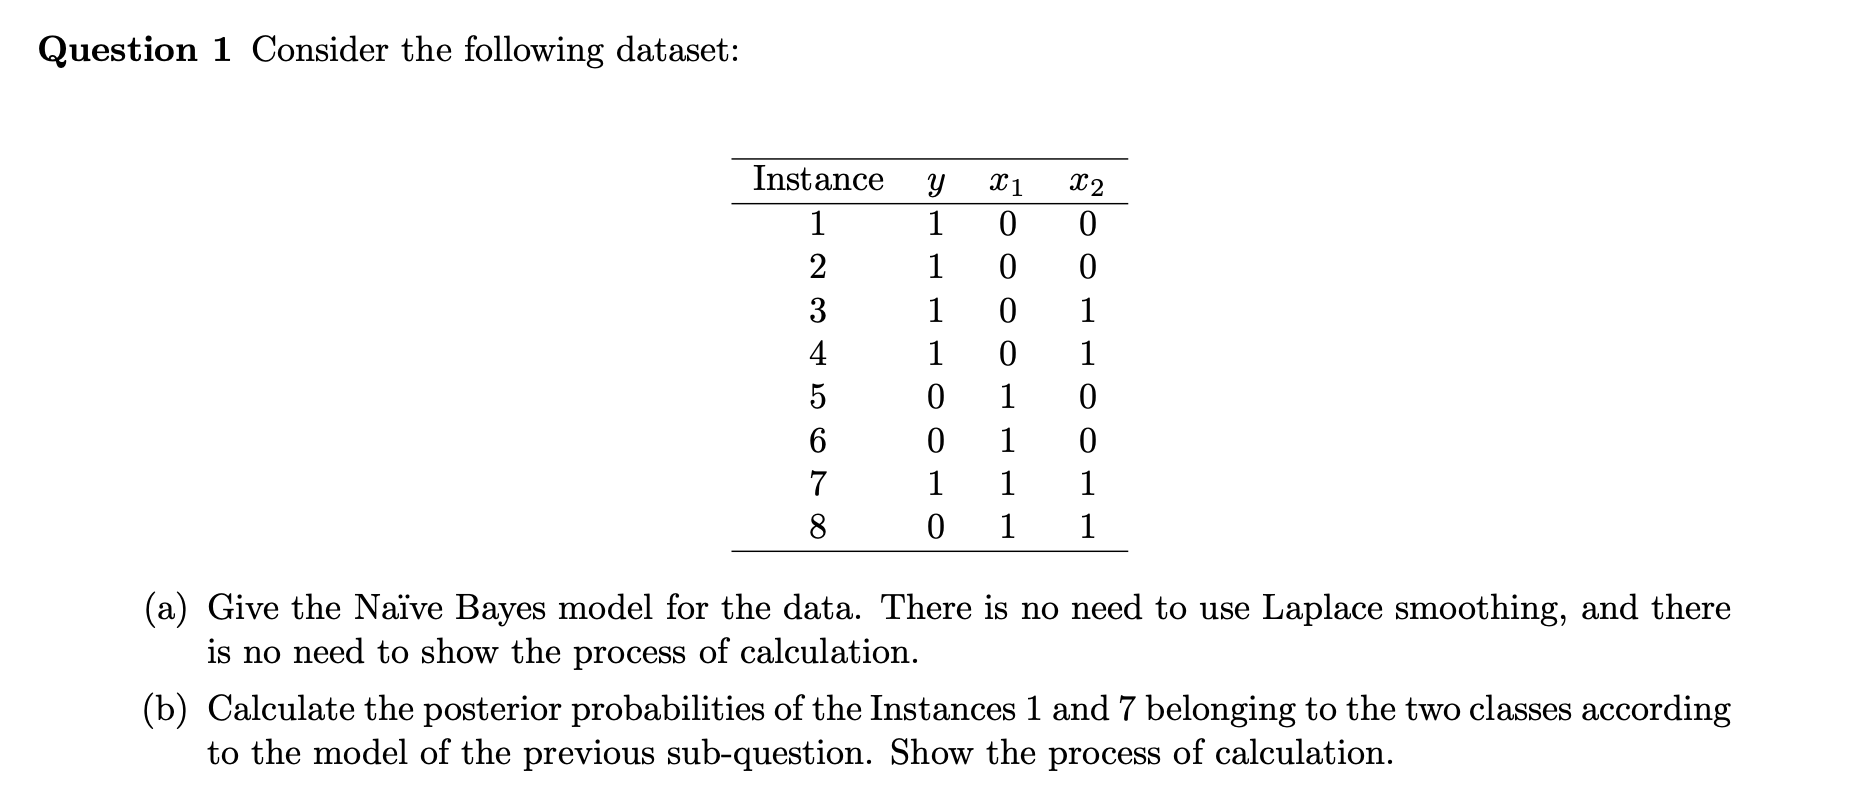 Question 1 Consider the following dataset:
Instance y x₁ x₂
1 1 0 0
2 1 0 0
3 1 0 1
4 1 0 1
5 0 1 0
6 0 1 0
7 1 1 1
8 0 1 1
(a) Give the Naïve Bayes model for the data. There is no need to use Laplace smoothing, and there
is no need to show the process of calculation.
(b) Calculate the posterior probabilities of the Instances 1 and 7 belonging to the two classes according
to the model of the previous sub-question. Show the process of calculation.